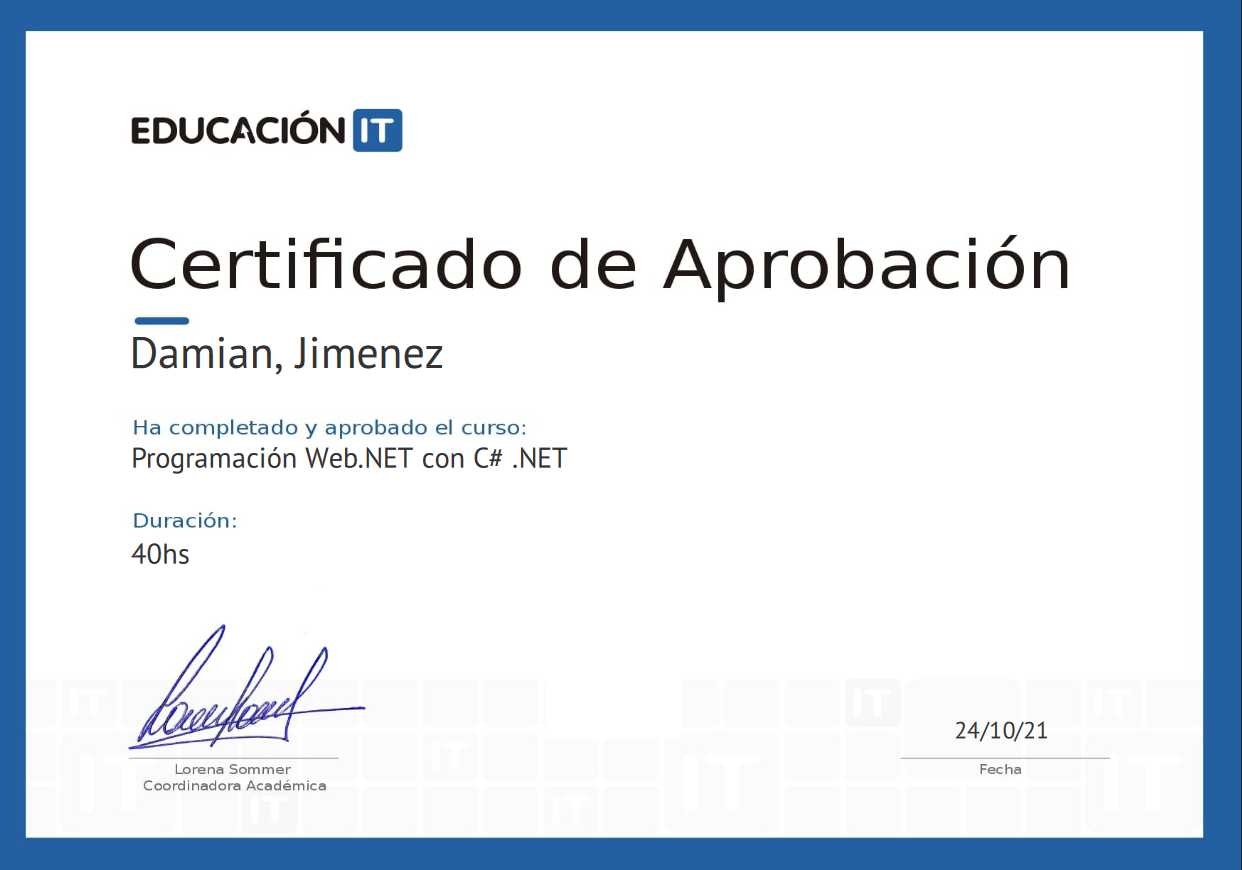 EDUCACIÓN IT
Certificado de Aprobación
Damian, Jimenez
Ha completado y aprobado el curso:
Programación Web.NET con C# .NET
Duración:
40hs
24/10/21
Lorena Sommer
Fecha
Coordinadora Académica